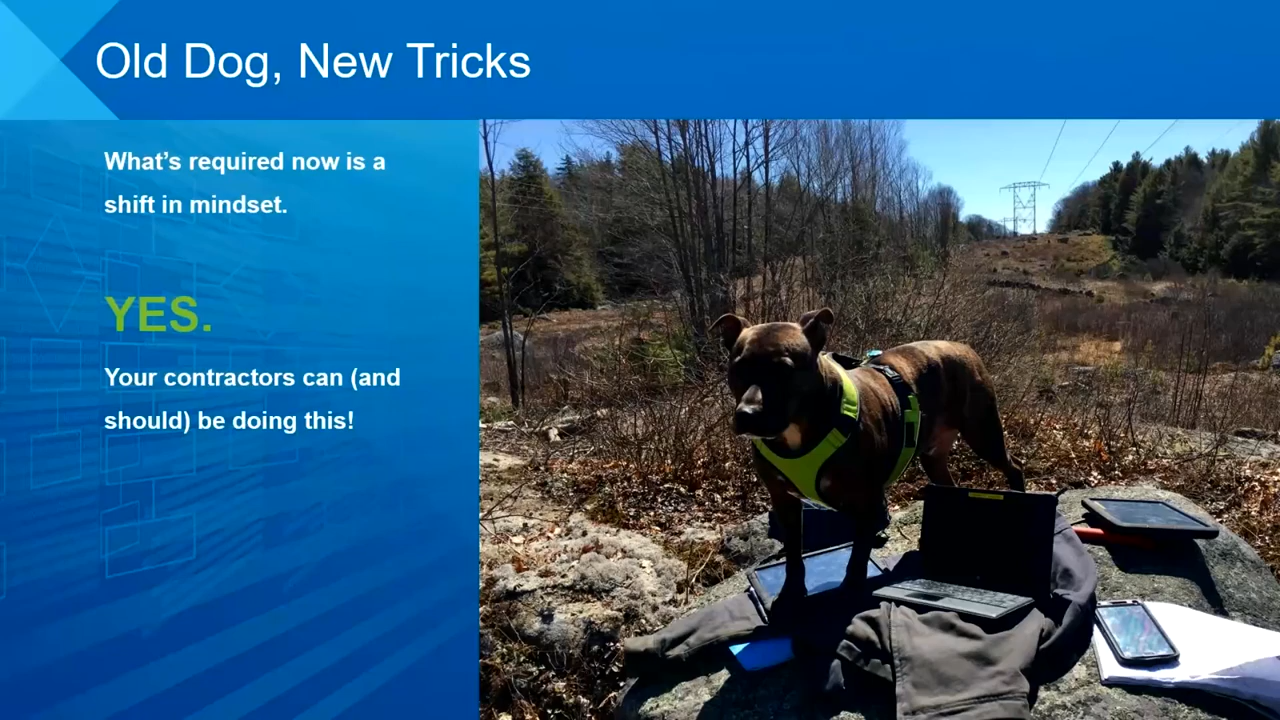 Old Dog, New Tricks
What’s required now is a
shift in mindset.
YES.
Your contractors can (and
should) be doing this!